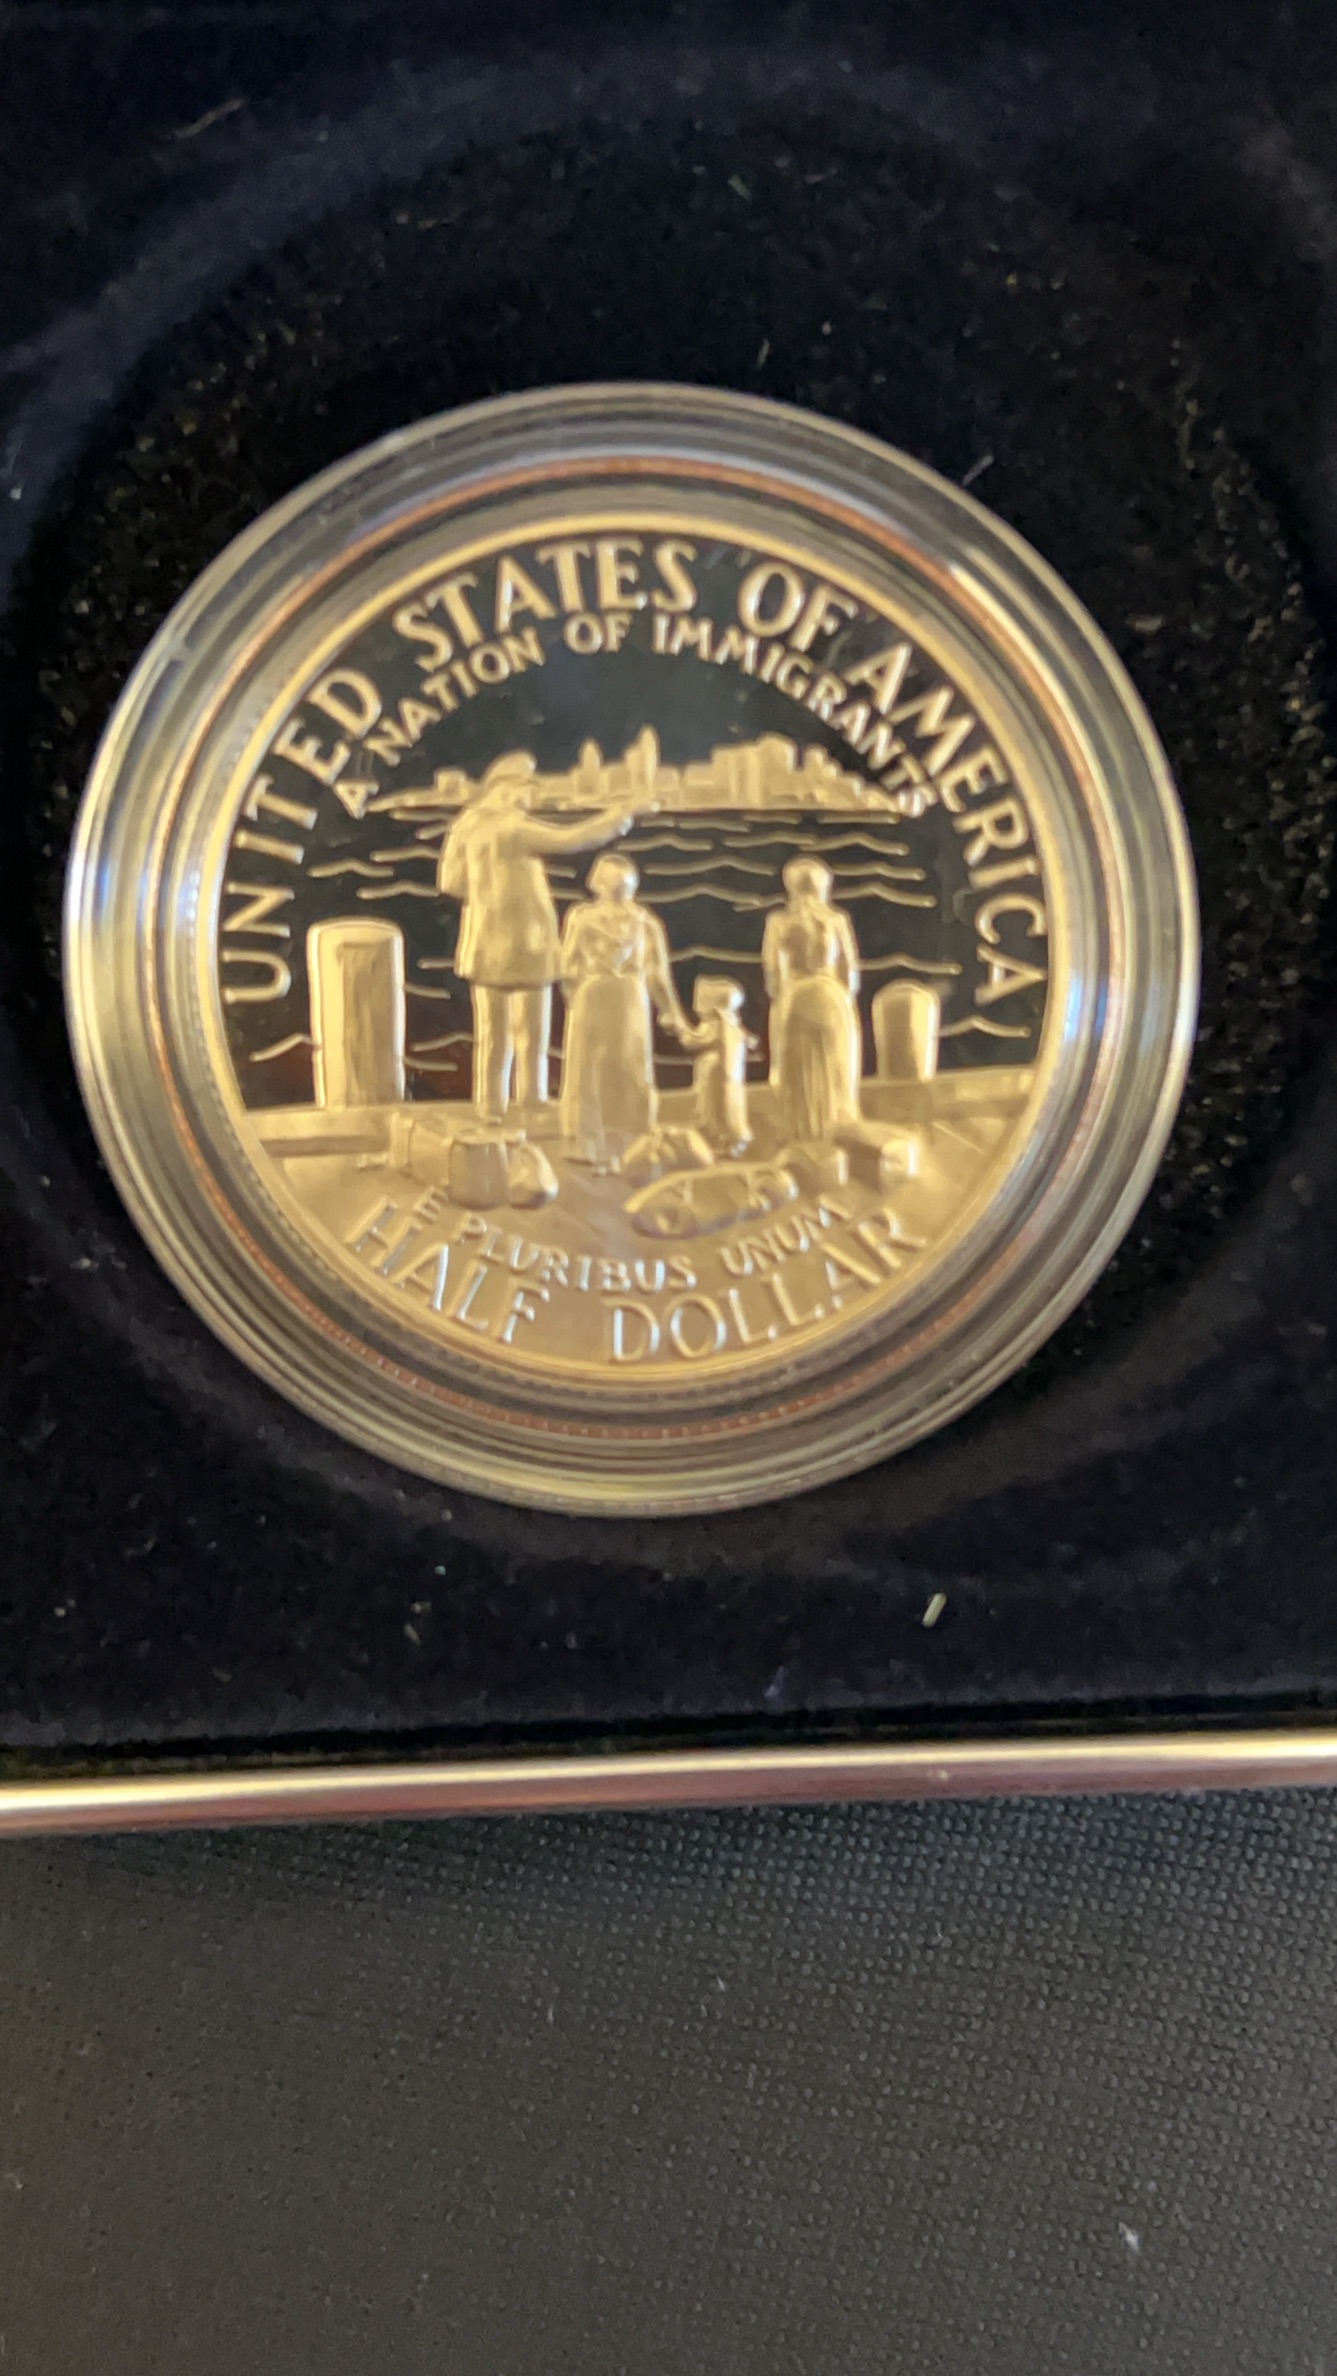 UNITED STATES OF AMERICA
A NATION OF IMMIGRANTS
E PLURIBUS UNUM
HALF DOLLAR